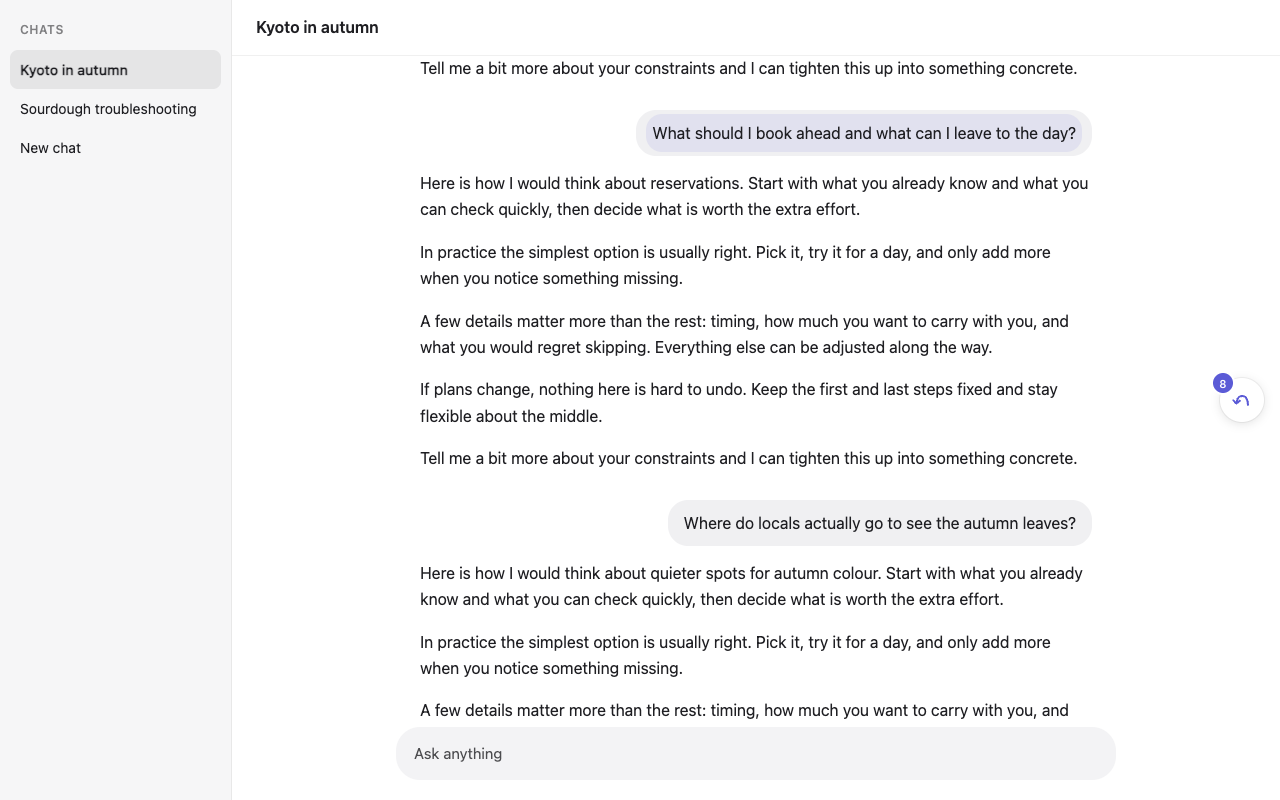 CHATS
Kyoto in autumn
Sourdough troubleshooting
New chat
Kyoto in autumn
Tell me a bit more about your constraints and I can tighten this up into something concrete.
What should I book ahead and what can I leave to the day?
Here is how I would think about reservations. Start with what you already know and what you
can check quickly, then decide what is worth the extra effort.
In practice the simplest option is usually right. Pick it, try it for a day, and only add more
when you notice something missing.
A few details matter more than the rest: timing, how much you want to carry with you, and
what you would regret skipping. Everything else can be adjusted along the way.
If plans change, nothing here is hard to undo. Keep the first and last steps fixed and stay
flexible about the middle.
Tell me a bit more about your constraints and I can tighten this up into something concrete.
8
Where do locals actually go to see the autumn leaves?
Here is how I would think about quieter spots for autumn colour. Start with what you already
know and what you can check quickly, then decide what is worth the extra effort.
In practice the simplest option is usually right. Pick it, try it for a day, and only add more
when you notice something missing.
A few details matter more than the rest: timing, how much you want to carry with you, and
Ask anything